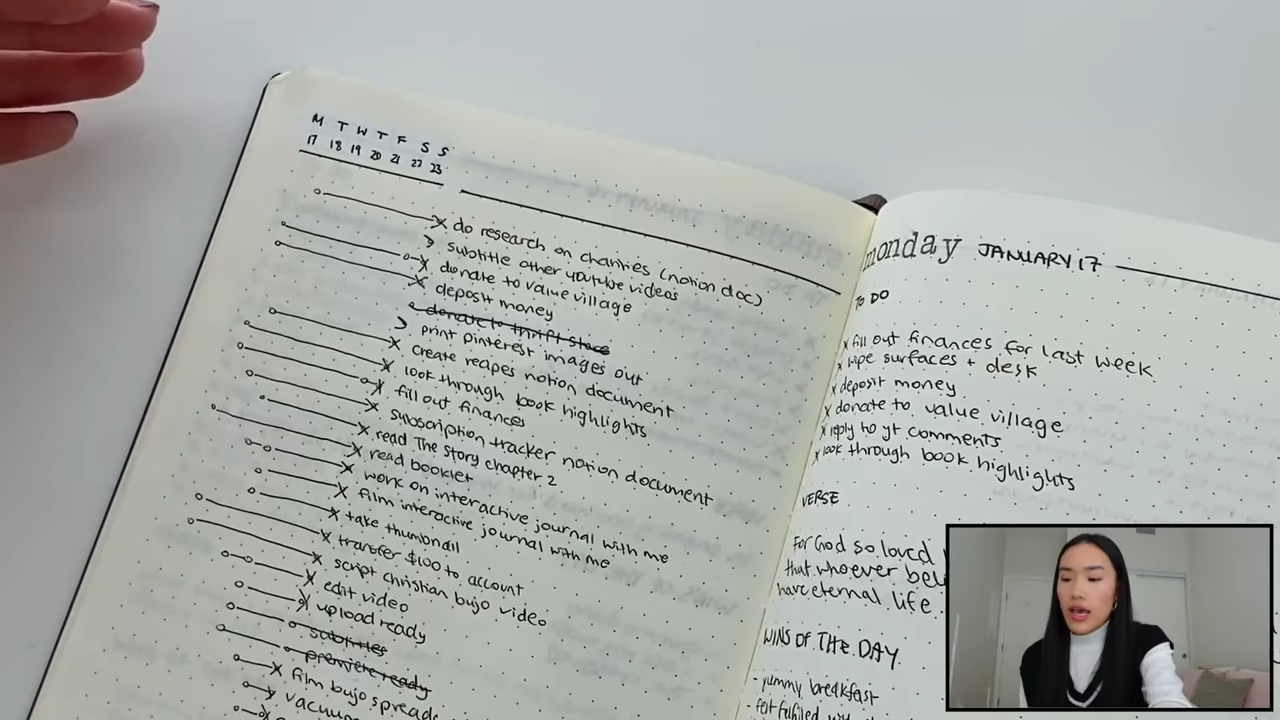 M T W T F S S
17 18 19 20 21 22 23
do research on charities (notion doc)
subtitle other youtube videos
donate to value village
deposit money
donate to thrift store
print pinterest images out
create recipes notion document
look through book highlights
fill out finances
subscription tracker notion document
read The Story chapter 2
read booklet
work on interactive journal with me
film interactive journal with me
take thumbnail
transfer $100 to account
script christian bujo video
edit video
upload ready
subtitles
premiere ready
film bujo spreads
vacuum
monday JANUARY 17
TO DO
x fill out finances for last week
x wipe surfaces + desk
x deposit money
x donate to value village
x reply to yt comments
x look through book highlights
VERSE
For God so loved
that whoever
have eternal life.
WINS OF THE DAY
- yummy breakfast
- felt fulfilled